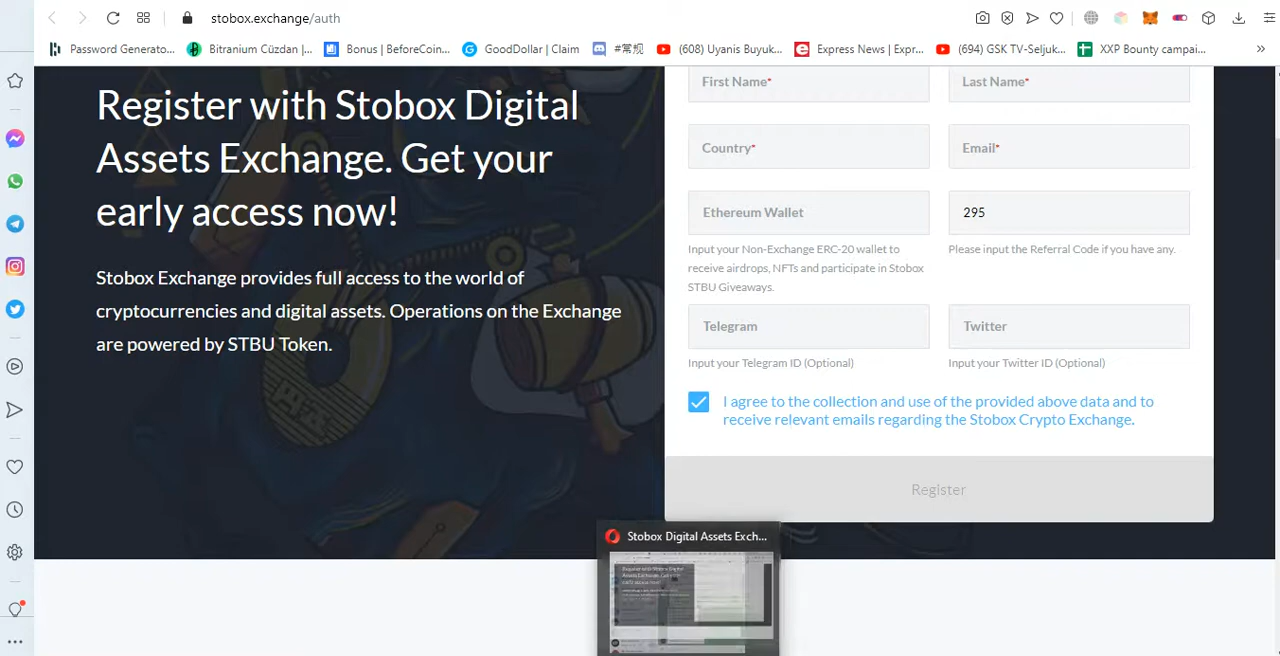 stobox.exchange/auth
Password Generato...
Bitranium Cüzdan |...
Bonus | BeforeCoin...
GoodDollar | Claim
#常规
(608) Uyanis Buyuk...
Express News | Expr...
(694) GSK TV-Seljuk...
XXP Bounty campai...
»
Register with Stobox Digital
Assets Exchange. Get your
early access now!
Stobox Exchange provides full access to the world of
cryptocurrencies and digital assets. Operations on the Exchange
are powered by STBU Token.
First Name*
Last Name*
Country*
Email*
Ethereum Wallet
295
Input your Non-Exchange ERC-20 wallet to
receive airdrops, NFTs and participate in Stobox
STBU Giveaways.
Please input the Referral Code if you have any.
Telegram
Twitter
Input your Telegram ID (Optional)
Input your Twitter ID (Optional)
I agree to the collection and use of the provided above data and to
receive relevant emails regarding the Stobox Crypto Exchange.
Register
Stobox Digital Assets Exch...